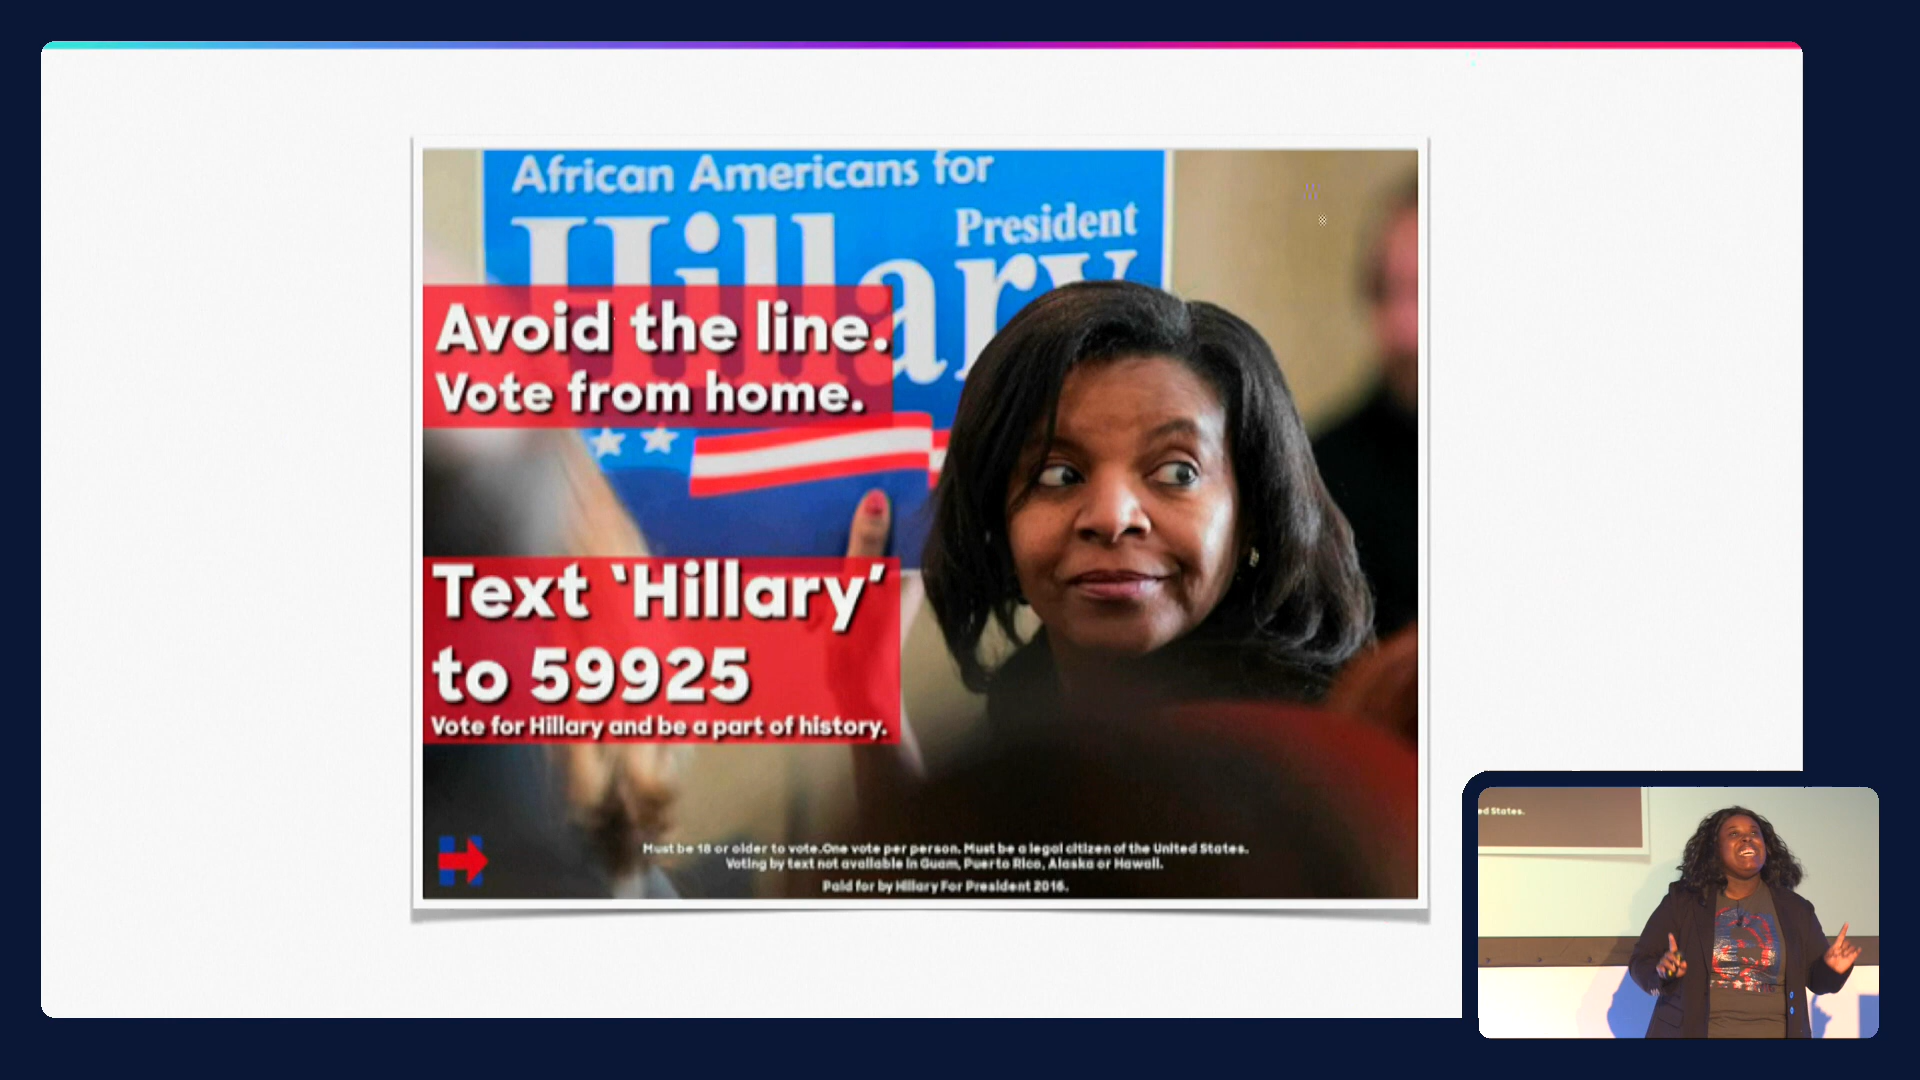 African Americans for
Hillary
President
Avoid the line.
Vote from home.
Text ‘Hillary’
to 59925
Vote for Hillary and be a part of history.
Must be 18 or older to vote.One vote per person. Must be a legal citizen of the United States.
Voting by text not available in Guam, Puerto Rico, Alaska or Hawaii.
Paid for by Hillary For President 2016.
ed States.